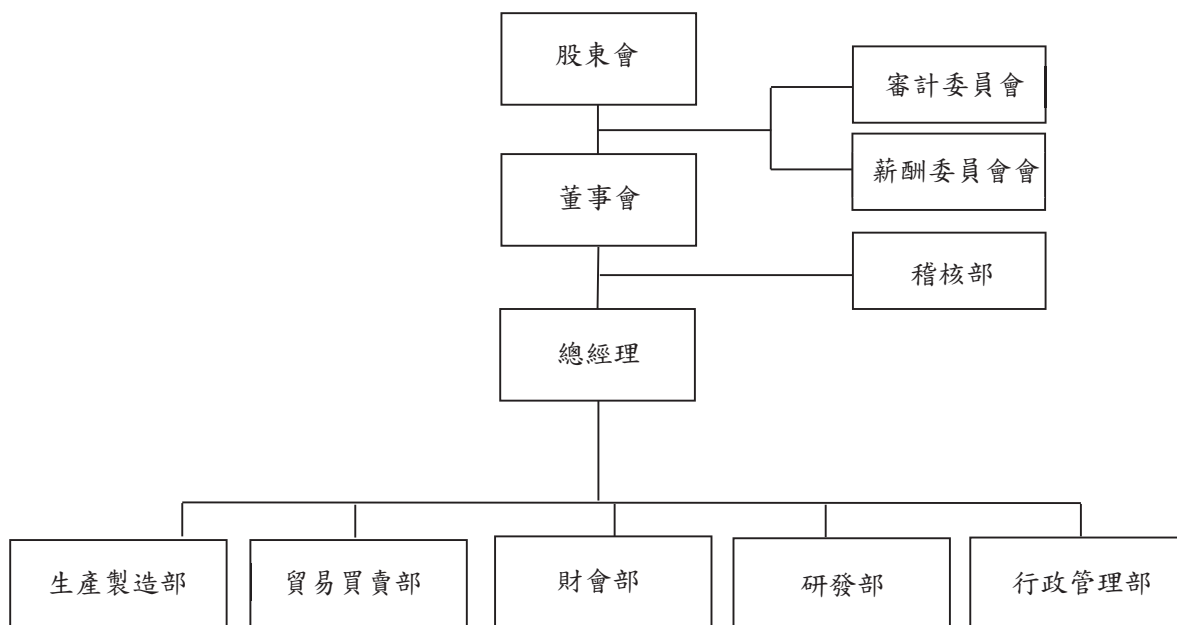 股東會
審計委員會
薪酬委員會會
董事會
稽核部
總經理
生產製造部
貿易買賣部
財會部
研發部
行政管理部